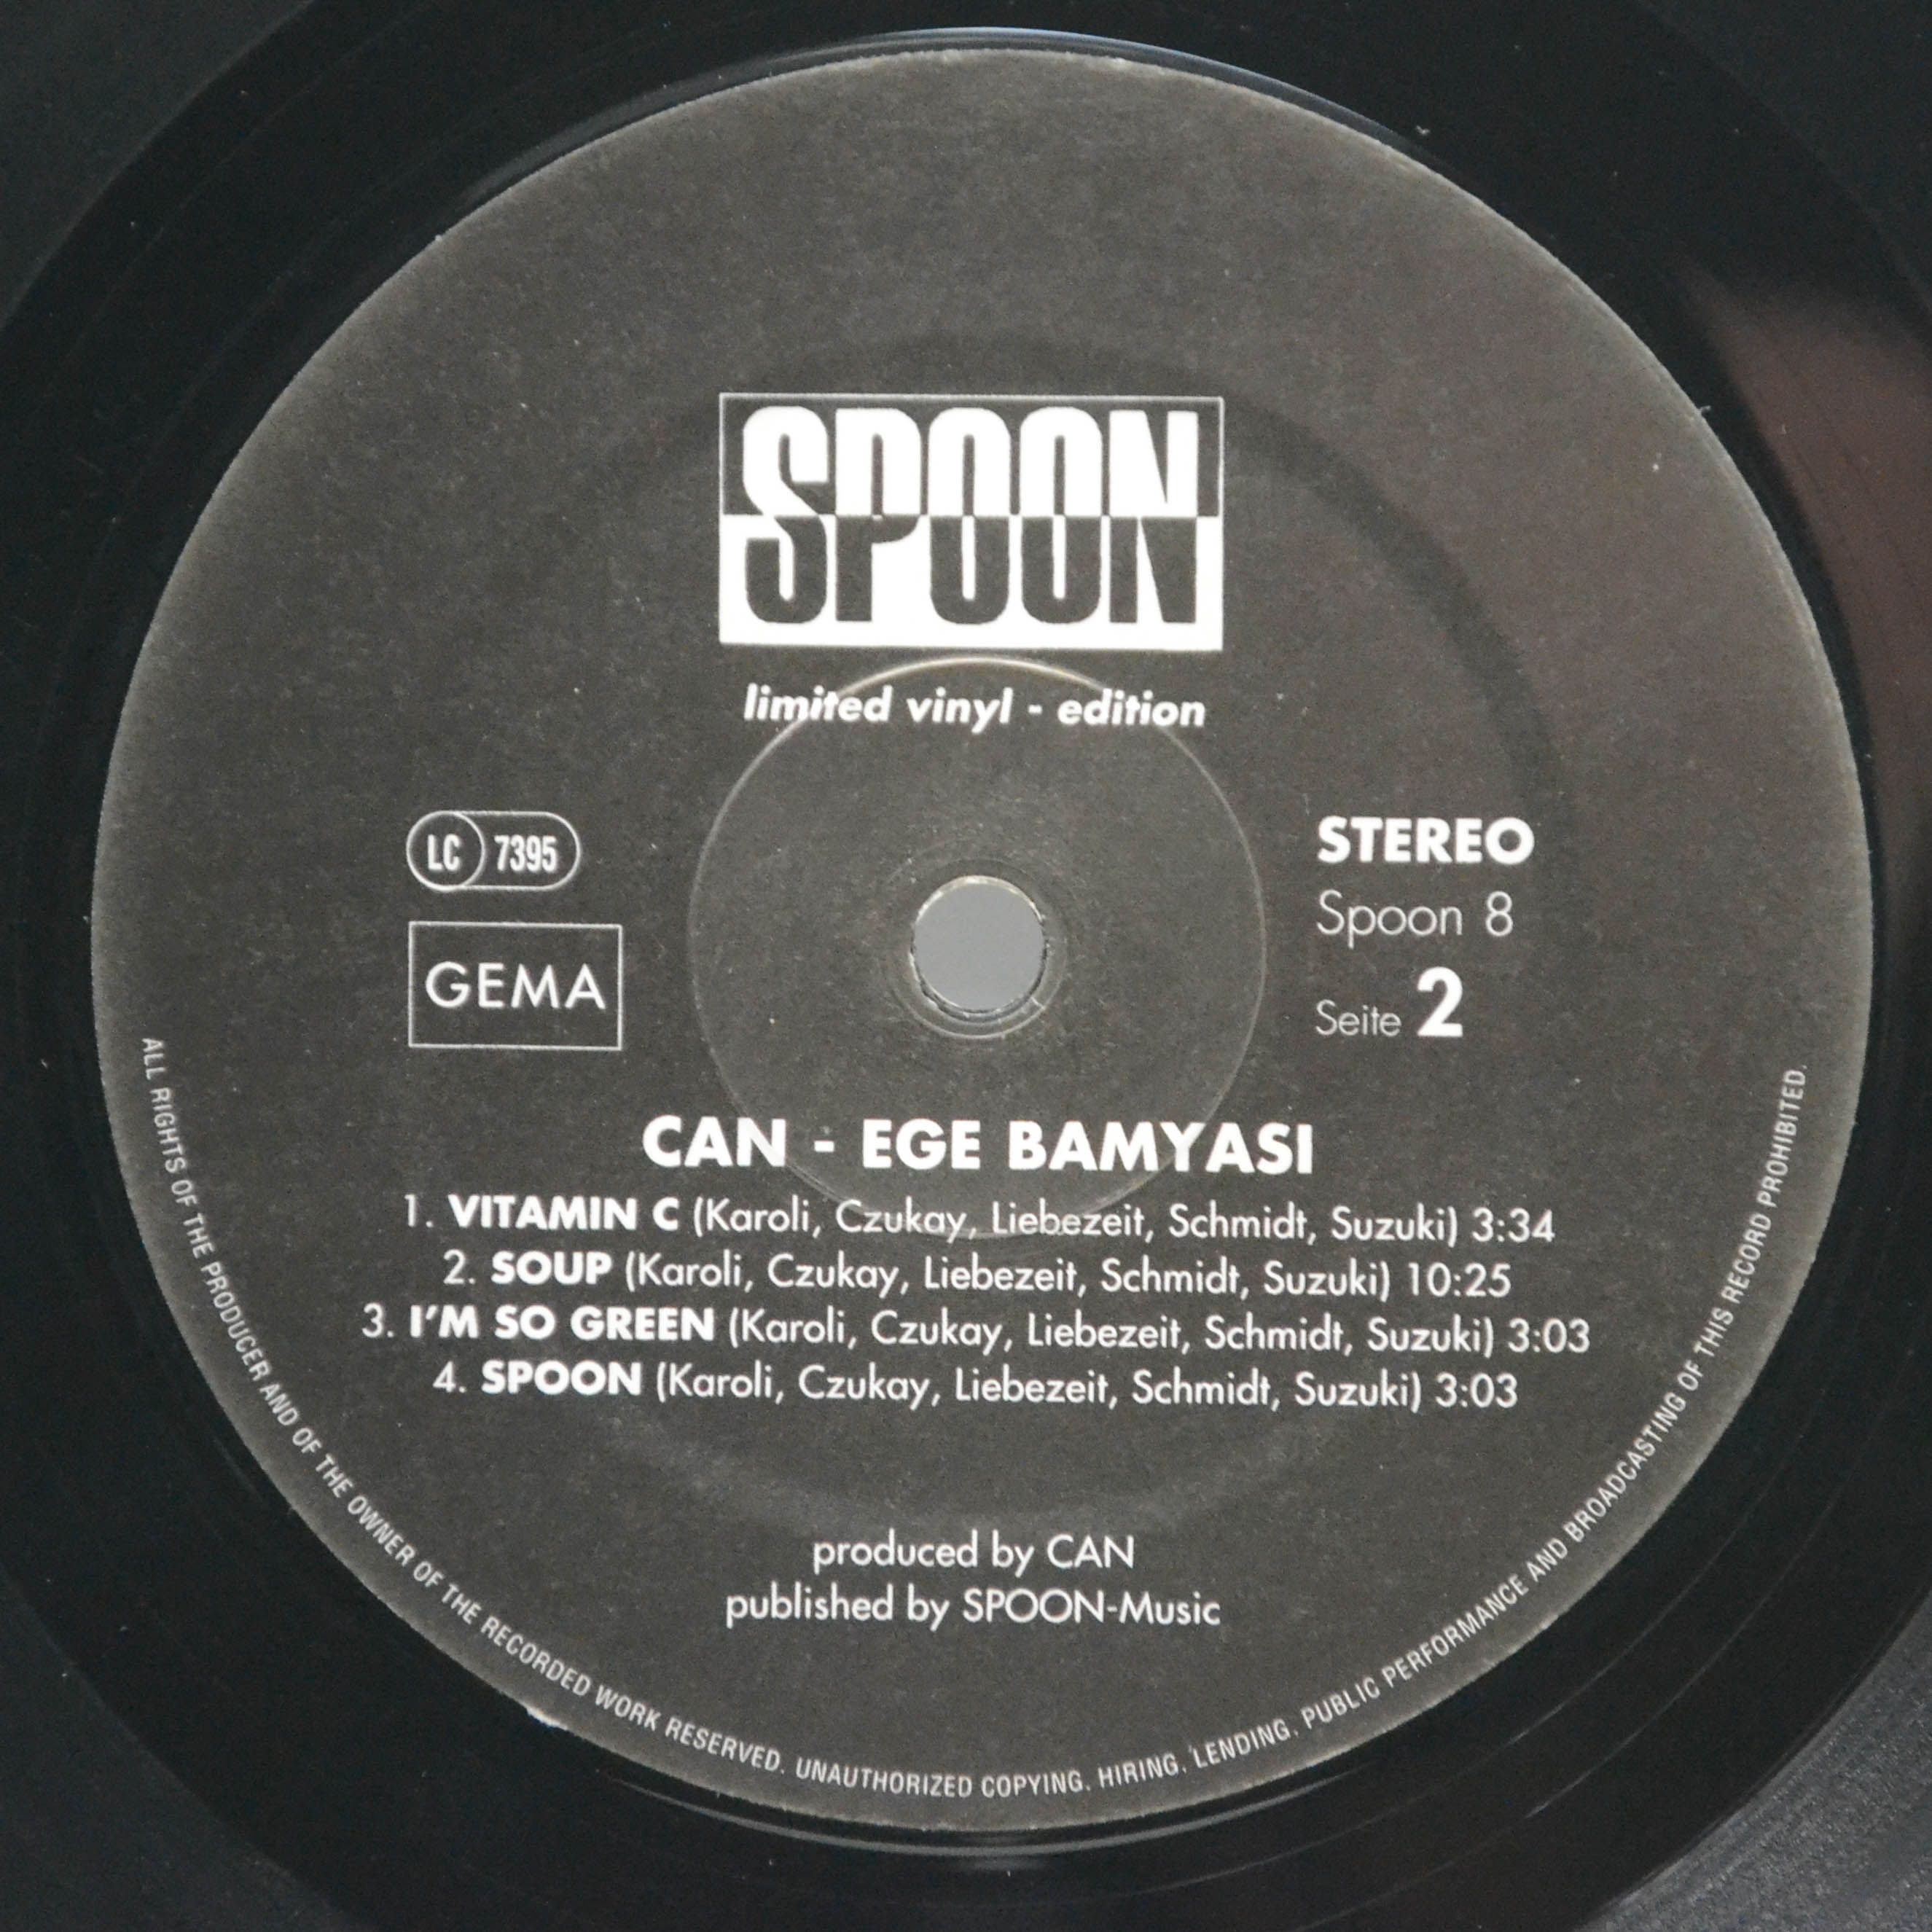 SPOON
limited vinyl - edition
LC 7395
GEMA
STEREO
Spoon 8
Seite 2
CAN - EGE BAMYASI
1. VITAMIN C (Karoli, Czukay, Liebezeit, Schmidt, Suzuki) 3:34
2. SOUP (Karoli, Czukay, Liebezeit, Schmidt, Suzuki) 10:25
3. I'M SO GREEN (Karoli, Czukay, Liebezeit, Schmidt, Suzuki) 3:03
4. SPOON (Karoli, Czukay, Liebezeit, Schmidt, Suzuki) 3:03
produced by CAN
published by SPOON-Music
ALL RIGHTS OF THE PRODUCER AND OF THE OWNER OF THE RECORDED WORK RESERVED. UNAUTHORIZED COPYING. HIRING. LENDING. PUBLIC PERFORMANCE AND BROADCASTING OF THIS RECORD PROHIBITED.